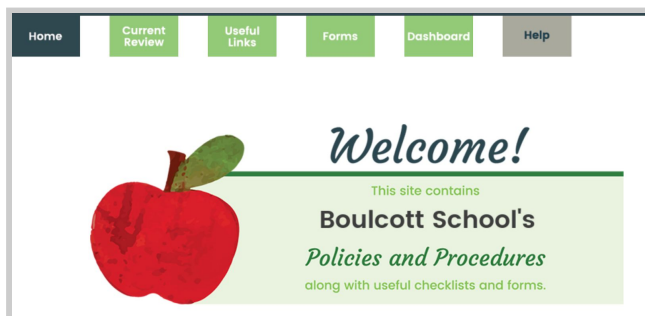 Home
Current
Review
Useful
Links
Forms
Dashboard
Help
Welcome!
This site contains
Boulcott School's
Policies and Procedures
along with useful checklists and forms.